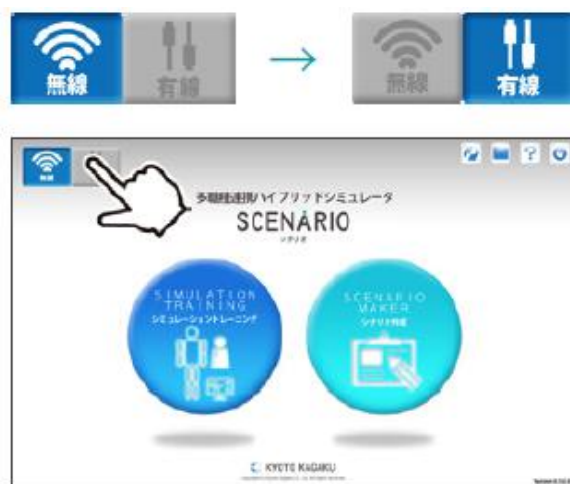 無線 有線 → 無線 有線
無線
多職種連携ハイブリッドシミュレータ
SCENARIO
シナリオ
SIMULATION
TRAINING
シミュレーショントレーニング
SCENARIO
MAKER
シナリオ作成
?
KYOTO KAGAKU